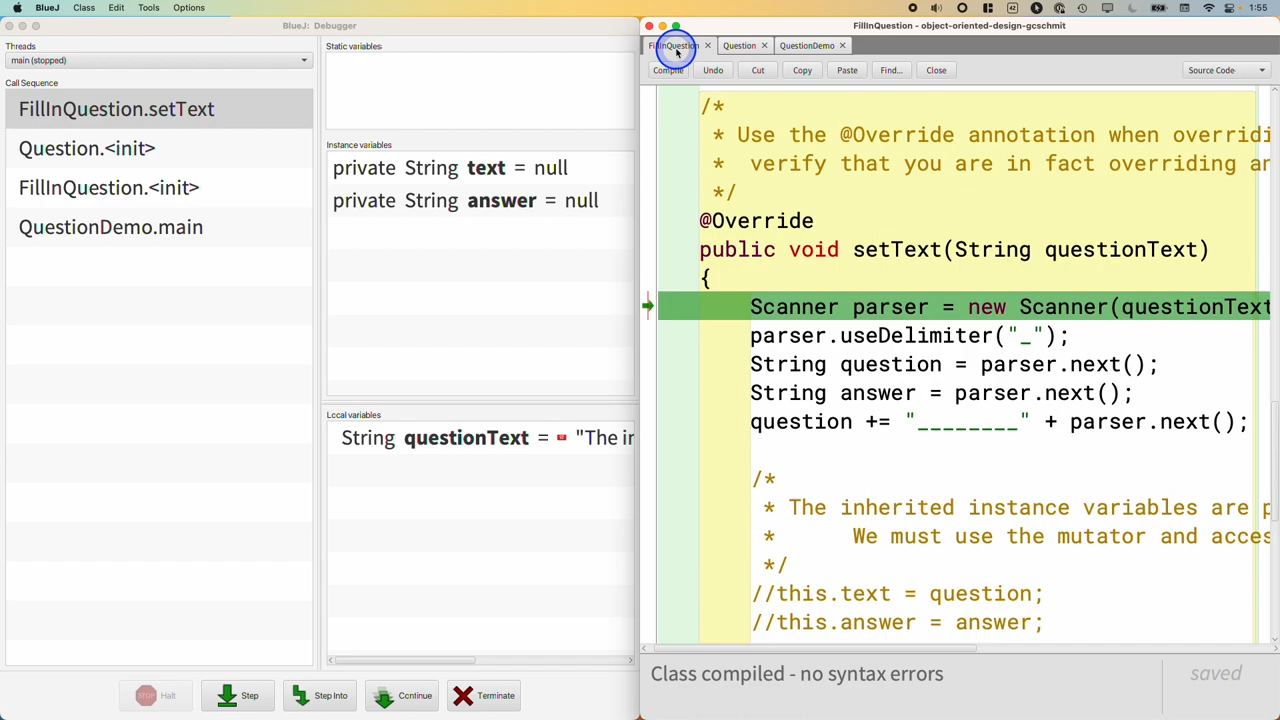 BlueJ Class Edit Tools Options
42
1:55
BlueJ: Debugger
Threads
main (stopped)
Call Sequence
FillInQuestion.setText
Question.<init>
FillInQuestion.<init>
QuestionDemo.main
Static variables
Instance variables
private String text = null
private String answer = null
Local variables
String questionText = "The in
Halt
Step
Step Into
Continue
Terminate
FillInQuestion - object-oriented-design-gcschmit
FillInQuestion
Question
QuestionDemo
Compile
Undo
Cut
Copy
Paste
Find...
Close
Source Code
/*
* Use the @Override annotation when overridi
* verify that you are in fact overriding an
*/
@Override
public void setText(String questionText)
{
Scanner parser = new Scanner(questionText
parser.useDelimiter("_");
String question = parser.next();
String answer = parser.next();
question += "________" + parser.next();
/*
* The inherited instance variables are p
* We must use the mutator and acces
*/
//this.text = question;
//this.answer = answer;
Class compiled - no syntax errors
saved